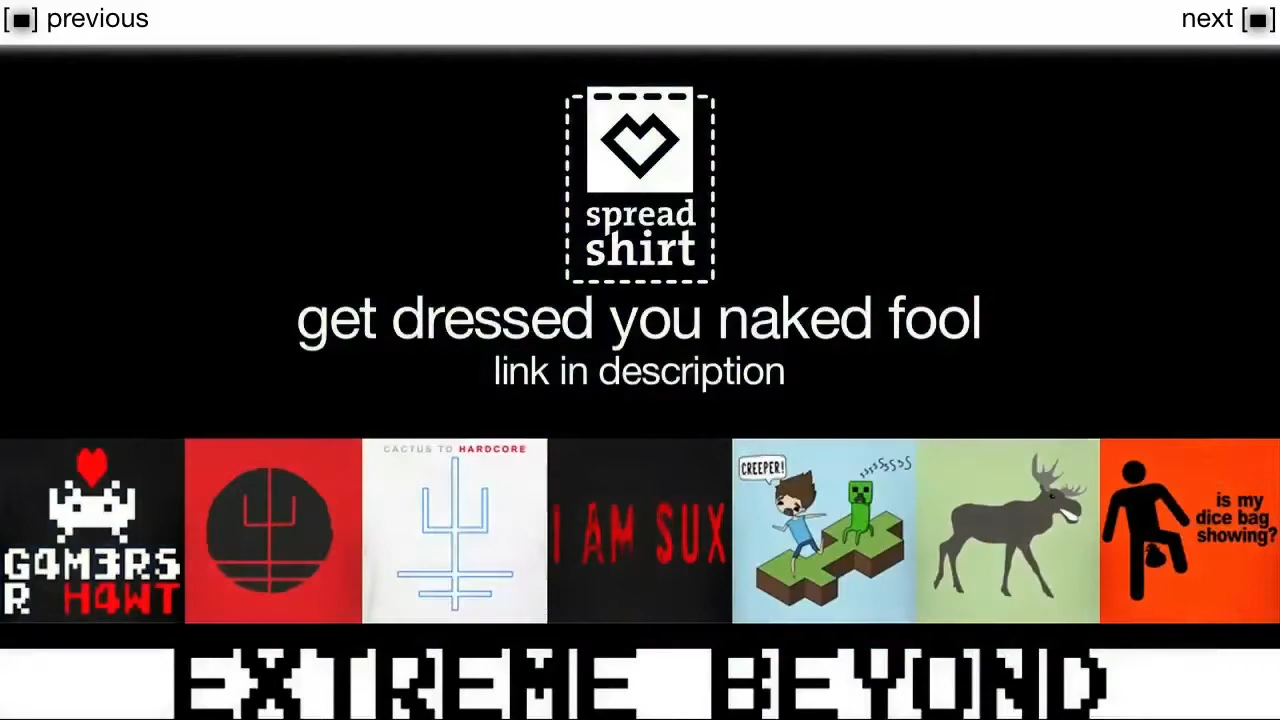 [■] previous
next [■]
spread
shirt
get dressed you naked fool
link in description
G4M3RS
R H4WT
CACTUS TO HARDCORE
I AM SUX
CREEPER!
is my
dice bag
showing?
EXTREME BEYOND